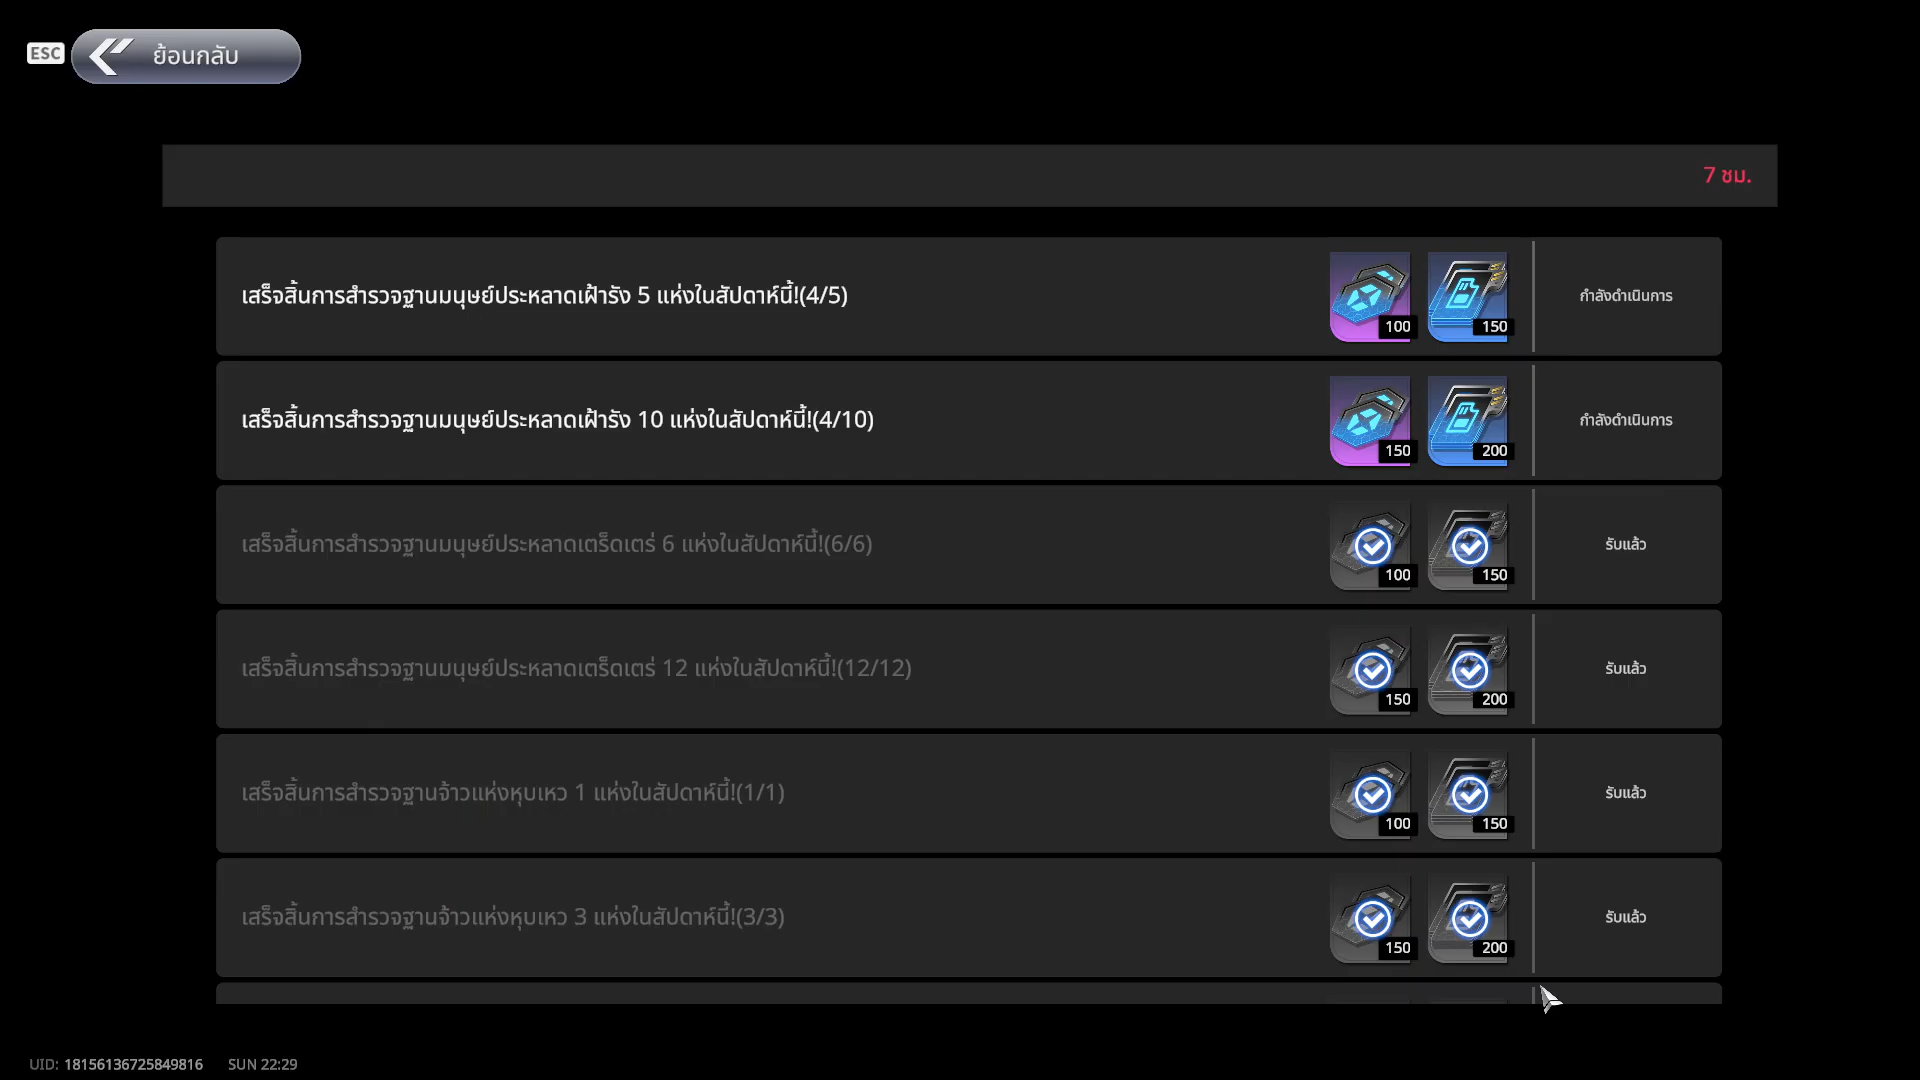 ESC ย้อนกลับ
7 ชม.
เสร็จสิ้นการสำรวจฐานมนุษย์ประหลาดเฝ้ารัง 5 แห่งในสัปดาห์นี้!(4/5)
100 150
กำลังดำเนินการ
เสร็จสิ้นการสำรวจฐานมนุษย์ประหลาดเฝ้ารัง 10 แห่งในสัปดาห์นี้!(4/10)
150 200
กำลังดำเนินการ
เสร็จสิ้นการสำรวจฐานมนุษย์ประหลาดเตร็ดเตร่ 6 แห่งในสัปดาห์นี้!(6/6)
100 150
รับแล้ว
เสร็จสิ้นการสำรวจฐานมนุษย์ประหลาดเตร็ดเตร่ 12 แห่งในสัปดาห์นี้!(12/12)
150 200
รับแล้ว
เสร็จสิ้นการสำรวจฐานจ้าวแห่งหุบเหว 1 แห่งในสัปดาห์นี้!(1/1)
100 150
รับแล้ว
เสร็จสิ้นการสำรวจฐานจ้าวแห่งหุบเหว 3 แห่งในสัปดาห์นี้!(3/3)
150 200
รับแล้ว
UID: 18156136725849816 SUN 22:29